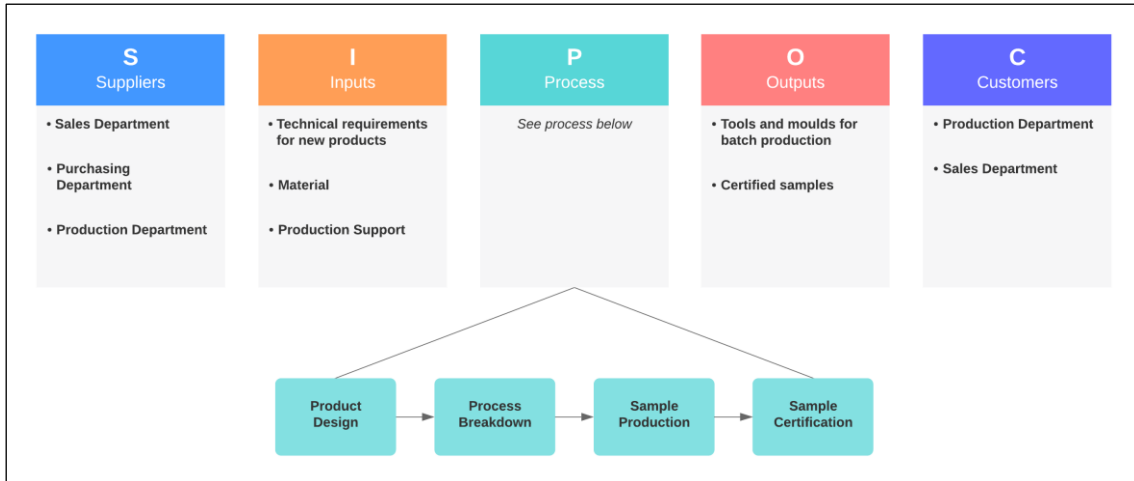 S
Suppliers
I
Inputs
P
Process
O
Outputs
C
Customers
• Sales Department
• Purchasing
Department
• Production Department
• Technical requirements
for new products
• Material
• Production Support
See process below
• Tools and moulds for
batch production
• Certified samples
• Production Department
• Sales Department
Product
Design
Process
Breakdown
Sample
Production
Sample
Certification